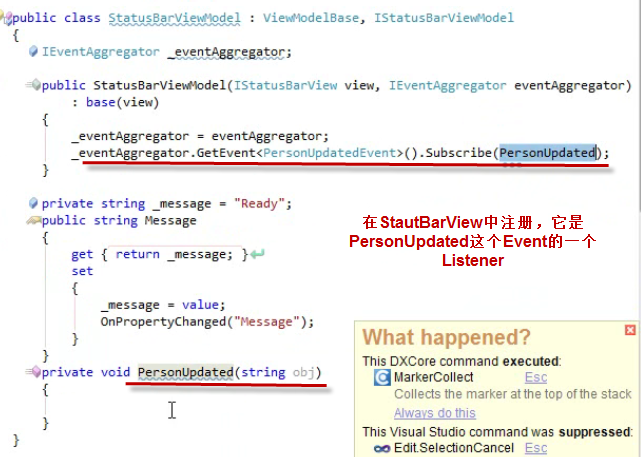 public class StatusBarViewModel : ViewModelBase, IStatusBarViewModel
{
IEventAggregator _eventAggregator;
public StatusBarViewModel(IStatusBarView view, IEventAggregator eventAggregator)
: base(view)
{
_eventAggregator = eventAggregator;
_eventAggregator.GetEvent<PersonUpdatedEvent>().Subscribe(PersonUpdated);
}
private string _message = "Ready";
public string Message
{
get { return _message; }
set
{
_message = value;
OnPropertyChanged("Message");
}
}
private void PersonUpdated(string obj)
{
}
}
在StautBarView中注册，它是
PersonUpdated这个Event的一个
Listener
What happened?
This DXCore command executed:
MarkerCollect Esc
Collects the marker at the top of the stack
Always do this
This Visual Studio command was suppressed:
Edit.SelectionCancel Esc